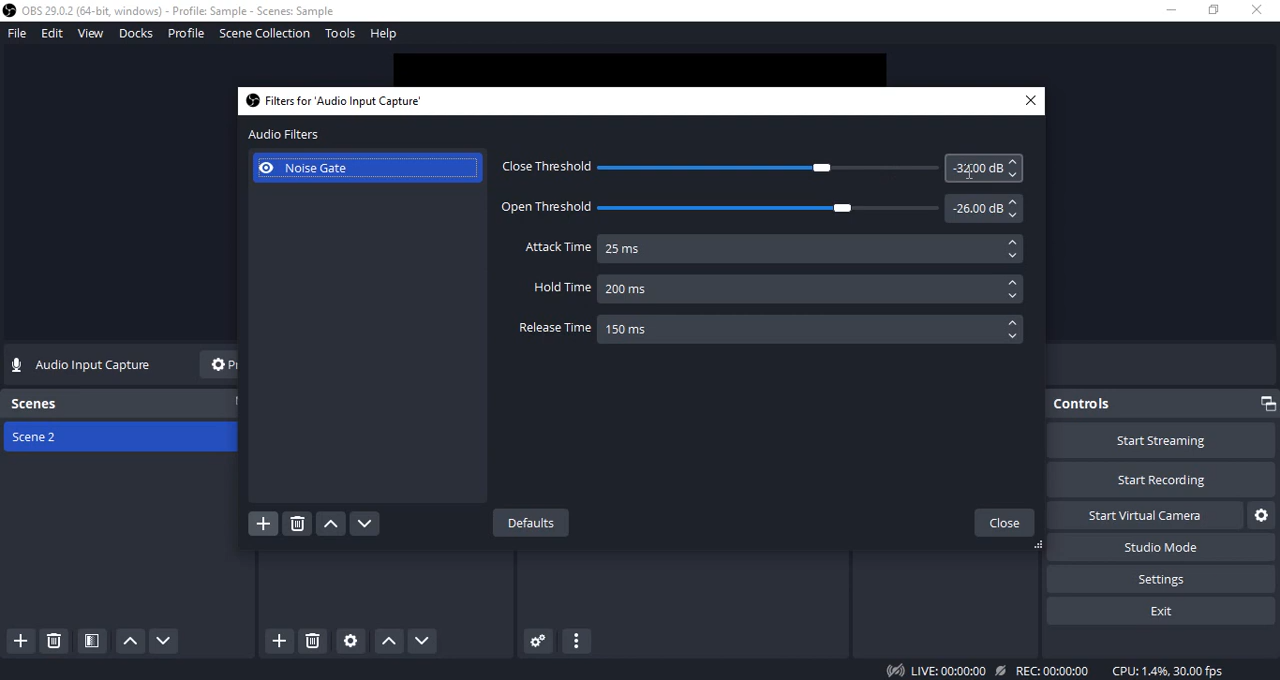 OBS 29.0.2 (64-bit, windows) - Profile: Sample - Scenes: Sample
File Edit View Docks Profile Scene Collection Tools Help
Filters for 'Audio Input Capture'
Audio Filters
Noise Gate
Close Threshold -32.00 dB
Open Threshold -26.00 dB
Attack Time 25 ms
Hold Time 200 ms
Release Time 150 ms
Defaults Close
Audio Input Capture
Scenes
Scene 2
Controls
Start Streaming
Start Recording
Start Virtual Camera
Studio Mode
Settings
Exit
LIVE: 00:00:00 REC: 00:00:00 CPU: 1.4%, 30.00 fps